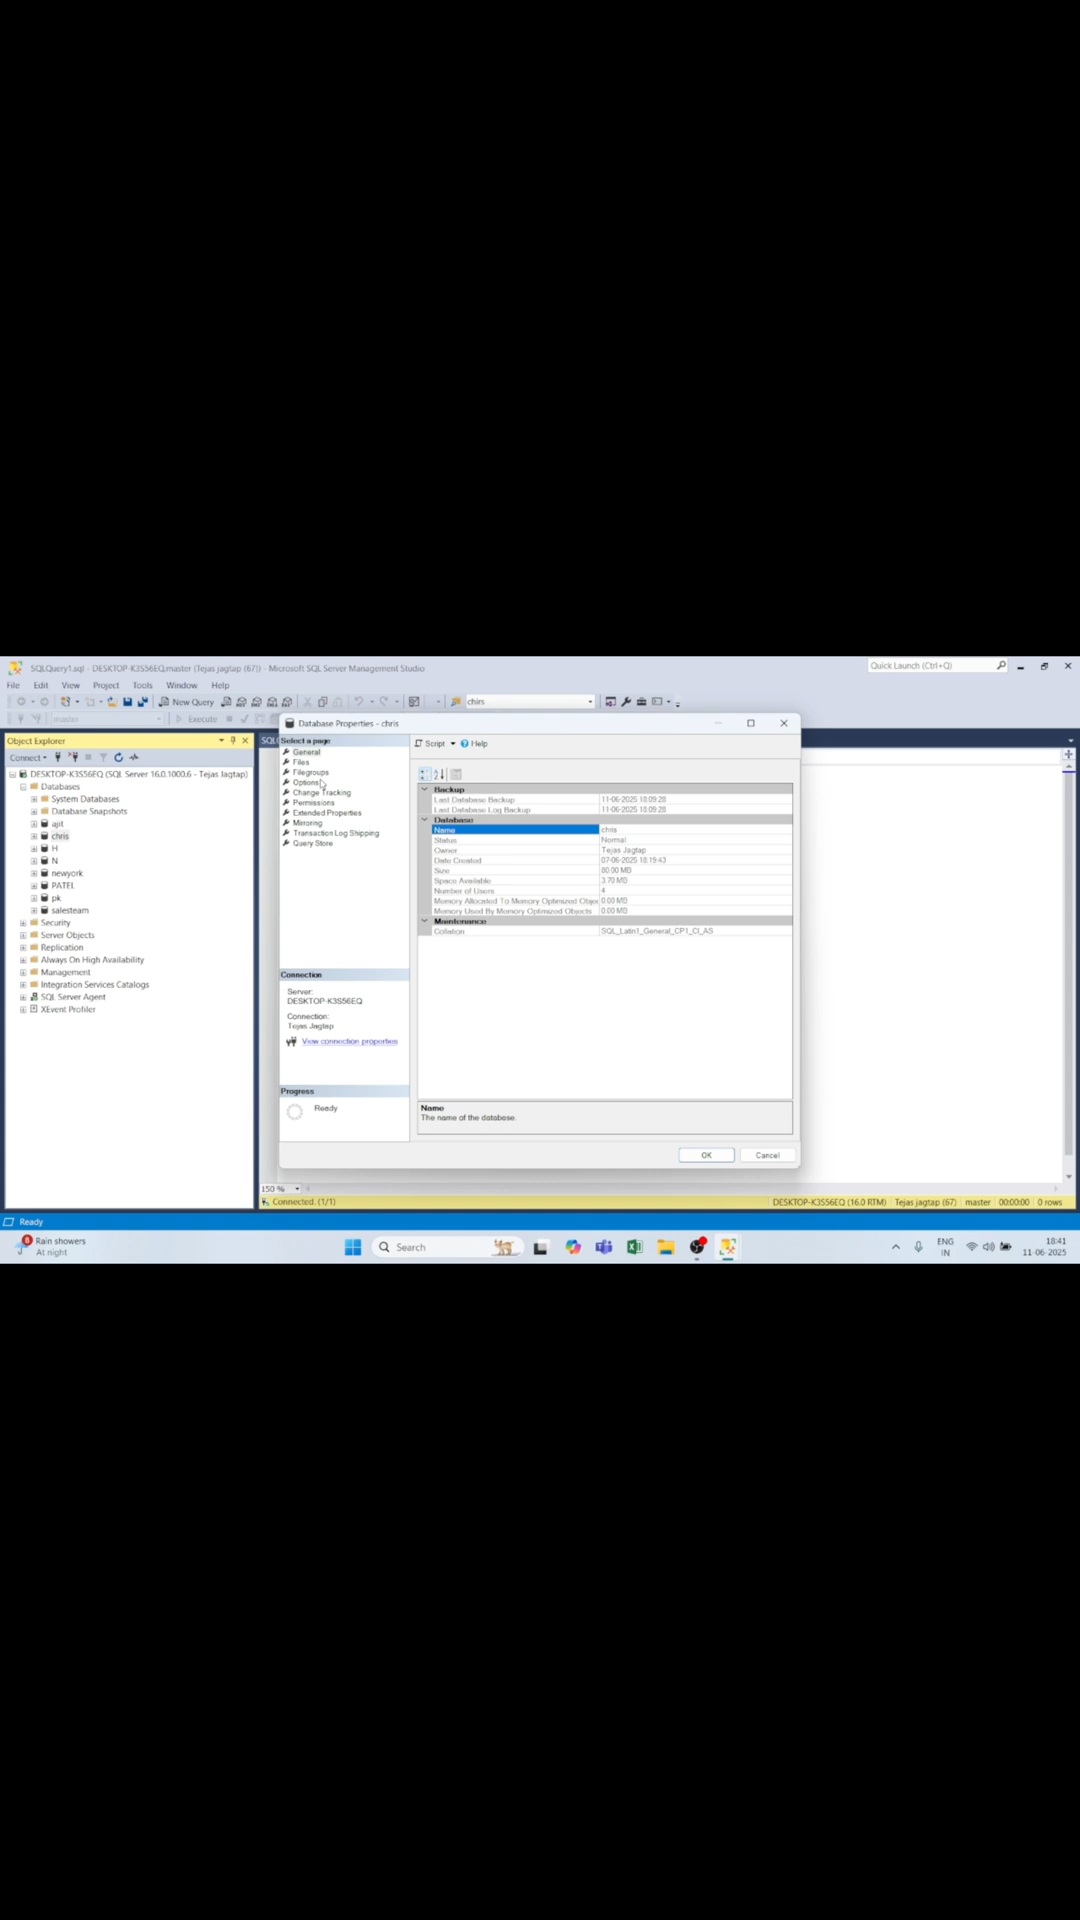 SQLQuery1.sql - DESKTOP-K3S56EQ.master (Tejas jagtap (67)) - Microsoft SQL Server Management Studio
Quick Launch (Ctrl+Q)
File Edit View Project Tools Window Help
New Query
chirs
master
Execute
Object Explorer
Connect
DESKTOP-K3S56EQ (SQL Server 16.0.1000.6 - Tejas Jagtap)
Databases
System Databases
Database Snapshots
ajit
chris
H
N
newyork
PATEL
pk
salesteam
Security
Server Objects
Replication
Always On High Availability
Management
Integration Services Catalogs
SQL Server Agent
XEvent Profiler
Database Properties - chris
Select a page
General
Files
Filegroups
Options
Change Tracking
Permissions
Extended Properties
Mirroring
Transaction Log Shipping
Query Store
Connection
Server:
DESKTOP-K3S56EQ
Connection:
Tejas Jagtap
View connection properties
Progress
Ready
Script Help
Backup
Last Database Backup 11-06-2025 18:09:28
Last Database Log Backup 11-06-2025 18:09:28
Database
Name chris
Status Normal
Owner Tejas Jagtap
Date Created 07-06-2025 18:19:43
Size 80.00 MB
Space Available 3.70 MB
Number of Users 4
Memory Allocated To Memory Optimized Objec 0.00 MB
Memory Used By Memory Optimized Objects 0.00 MB
Maintenance
Collation SQL_Latin1_General_CP1_CI_AS
Name
The name of the database.
OK Cancel
150 %
Connected. (1/1)
DESKTOP-K3S56EQ (16.0 RTM) Tejas jagtap (67) master 00:00:00 0 rows
Ready
Rain showers
At night
Search
ENG
IN
18:41
11-06-2025